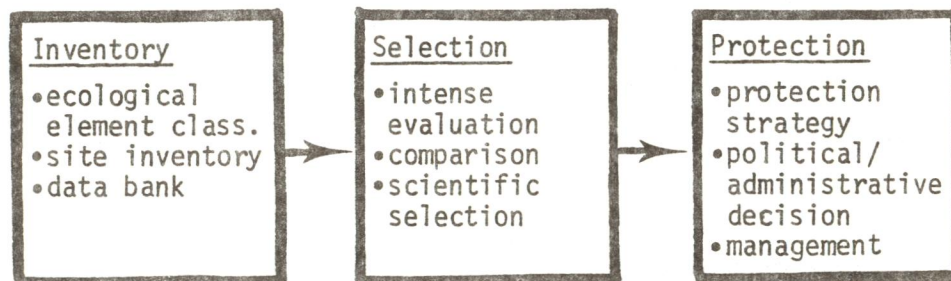 Inventory
•ecological
element class.
•site inventory
•data bank
Selection
•intense
evaluation
•comparison
•scientific
selection
Protection
•protection
strategy
•political/
administrative
decision
•management